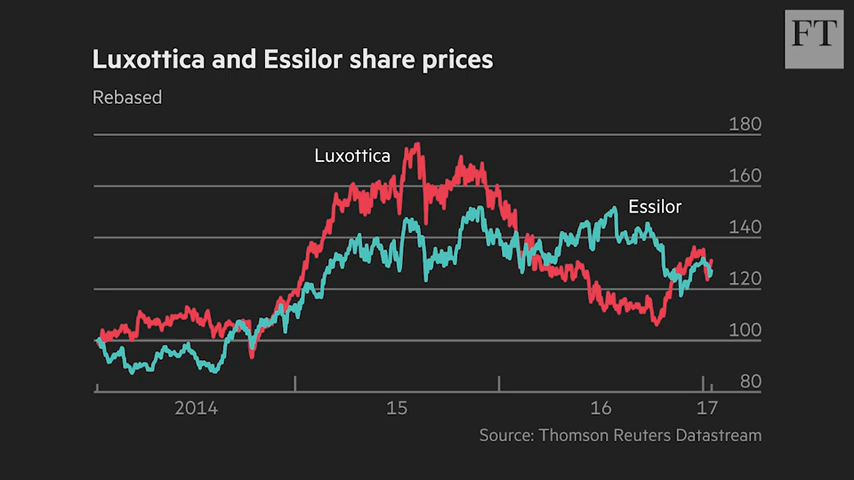 FT
Luxottica and Essilor share prices
Rebased
180
Luxottica
160
Essilor
140
120
100
80
2014 15 16 17
Source: Thomson Reuters Datastream